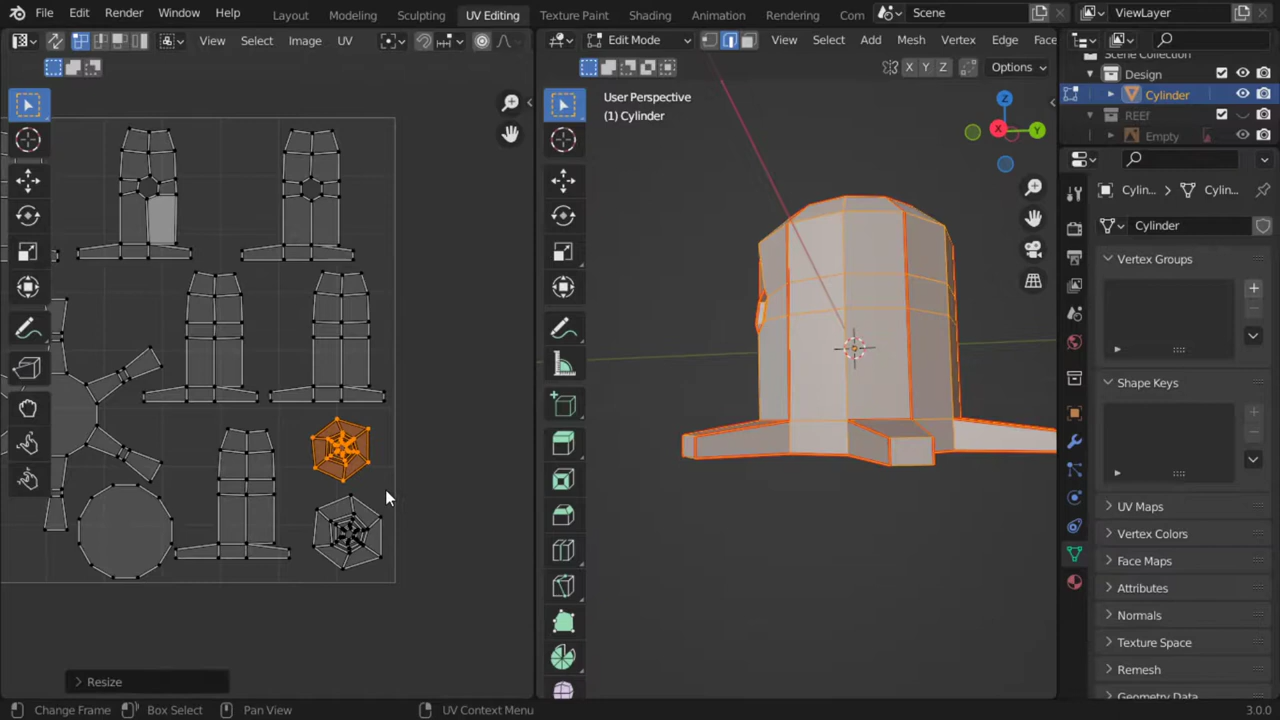 File Edit Render Window Help Layout Modeling Sculpting UV Editing Texture Paint Shading Animation Rendering Com Scene ViewLayer
View Select Image UV Edit Mode View Select Add Mesh Vertex Edge Face
Scene Collection
X Y Z Options
Design
Cylinder
REEf
Empty
User Perspective
(1) Cylinder
Z
Y
X
Cylin... Cylin...
Cylinder
Vertex Groups
Shape Keys
UV Maps
Vertex Colors
Face Maps
Attributes
Normals
Texture Space
Remesh
Geometry Data
Resize
Change Frame Box Select Pan View UV Context Menu 3.0.0